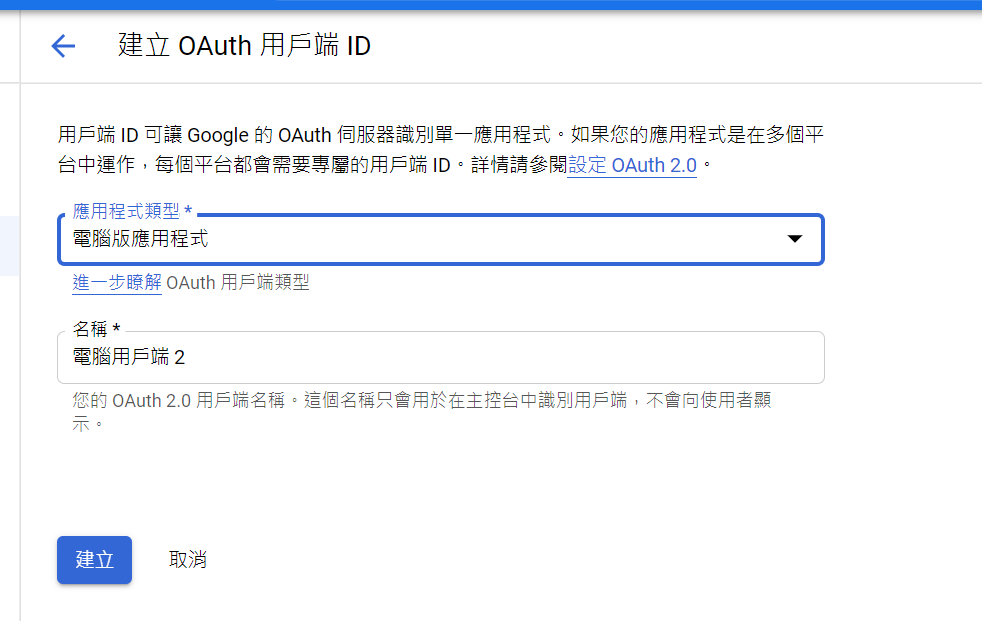 建立 OAuth 用戶端 ID
用戶端 ID 可讓 Google 的 OAuth 伺服器識別單一應用程式。如果您的應用程式是在多個平
台中運作，每個平台都會需要專屬的用戶端 ID。詳情請參閱設定 OAuth 2.0。
應用程式類型 *
電腦版應用程式
進一步瞭解 OAuth 用戶端類型
名稱 *
電腦用戶端 2
您的 OAuth 2.0 用戶端名稱。這個名稱只會用於在主控台中識別用戶端，不會向使用者顯
示。
建立 取消